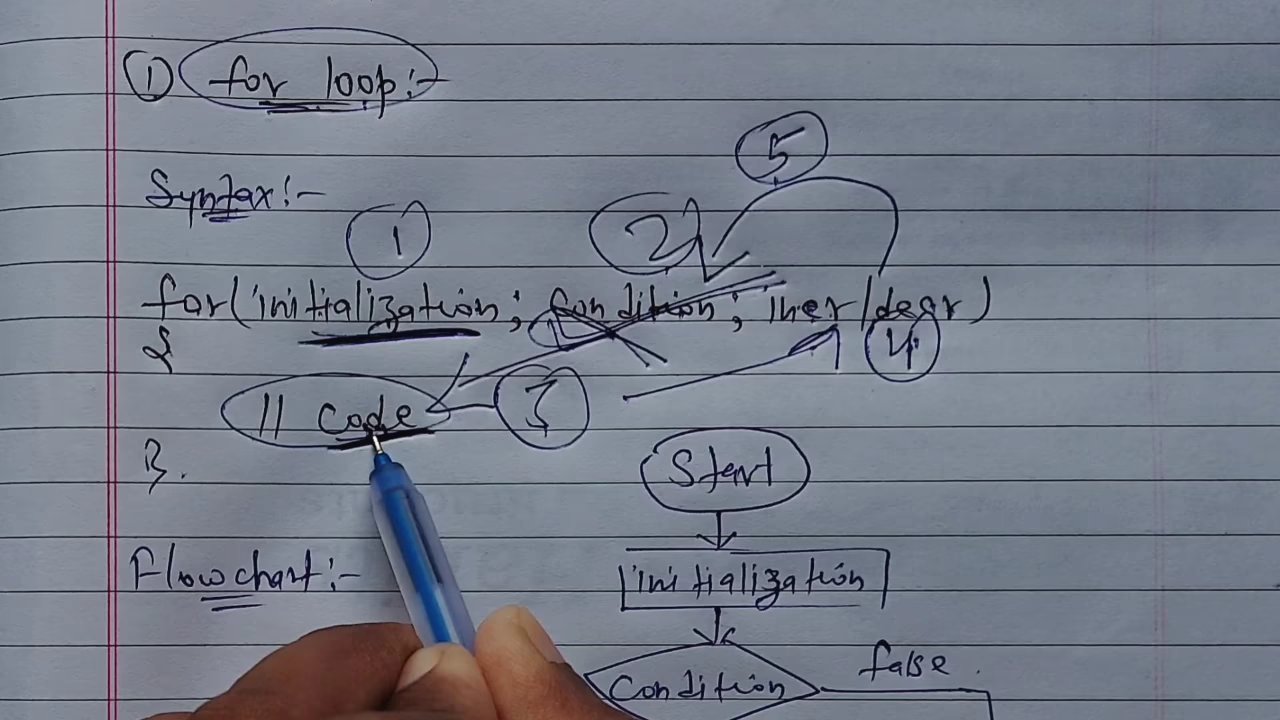 ① for loop:-
5
Syntax:-
1 2
for(initialization; Condition; incr/decr)
{ 4
// Code 3
}.
Start
Flowchart:-
initialization
false.
Condition